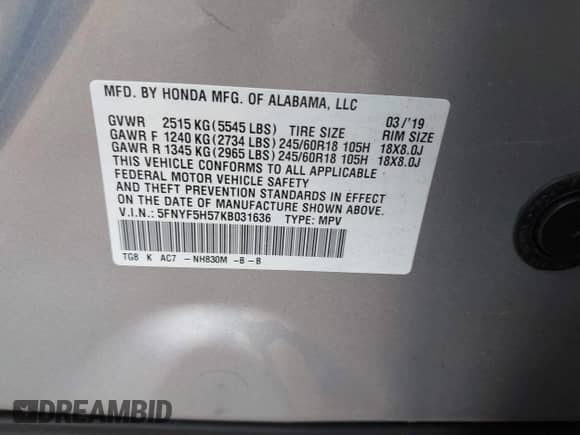 MFD. BY HONDA MFG. OF ALABAMA, LLC
GVWR 2515 KG(5545 LBS) TIRE SIZE 03/'19 RIM SIZE
GAWR F 1240 KG(2734 LBS)245/60R18 105H 18X8.0J
GAWR R 1345 KG(2965 LBS)245/60R18 105H 18X8.0J
THIS VEHICLE CONFORMS TO ALL APPLICABLE
FEDERAL MOTOR VEHICLE SAFETY
AND THEFT PREVENTION STANDARDS IN EFFECT
ON THE DATE OF MANUFACTURE SHOWN ABOVE.
V.I.N.: 5FNYF5H57KB031636 TYPE: MPV
TG8 K AC7 -NH830M -B-B
DREAMBID